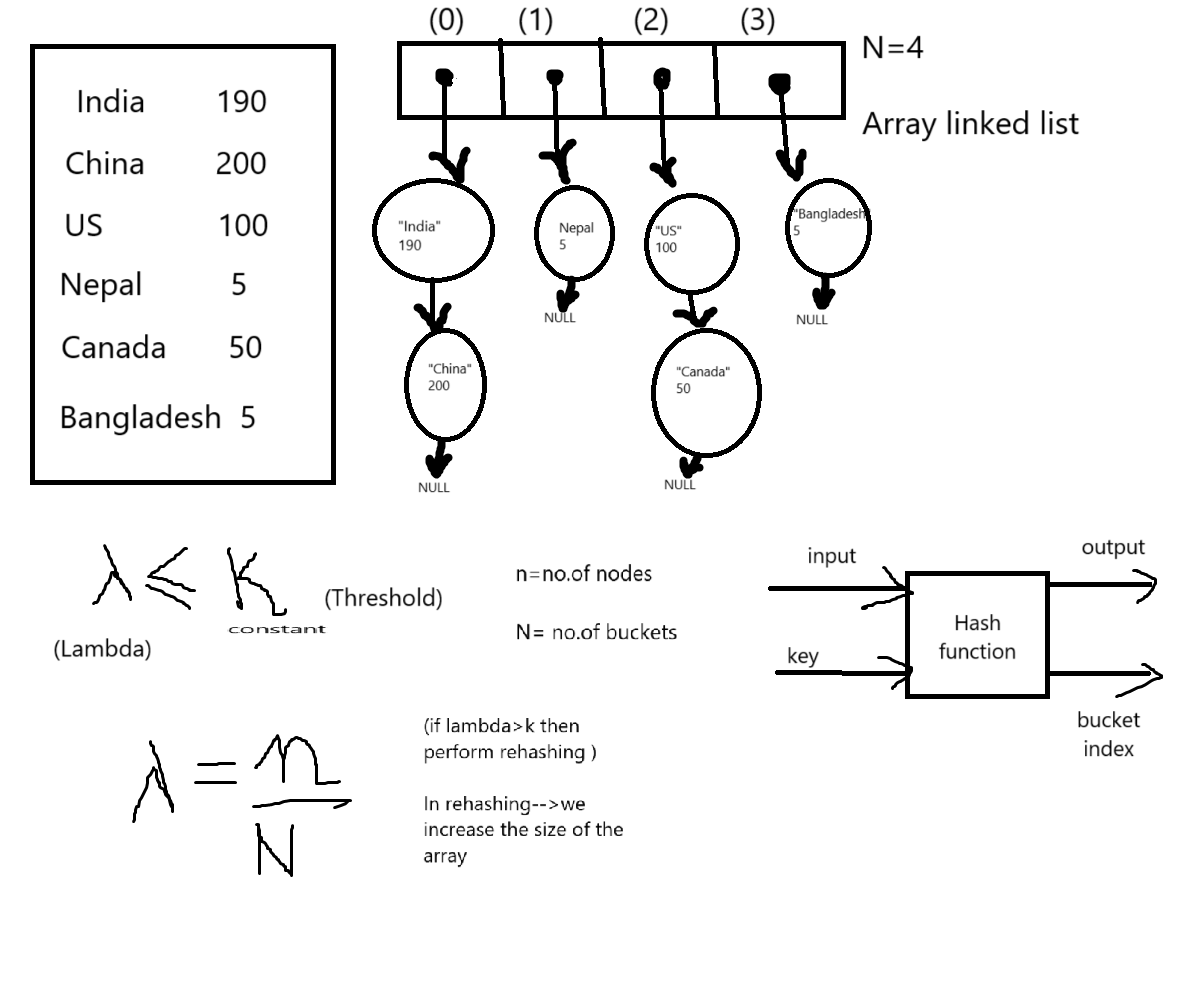 India 190
China 200
US 100
Nepal 5
Canada 50
Bangladesh 5
(0) (1) (2) (3)
N=4
Array linked list
"India"
190
Nepal
5
"US"
100
"Bangladesh
5
NULL
NULL
"China"
200
"Canada"
50
NULL
NULL
λ ≤ K
(Threshold)
constant
(Lambda)
n=no.of nodes
N= no.of buckets
input
output
Hash
function
key
bucket
index
λ = n
N
(if lambda>k then
perform rehashing )
In rehashing-->we
increase the size of the
array